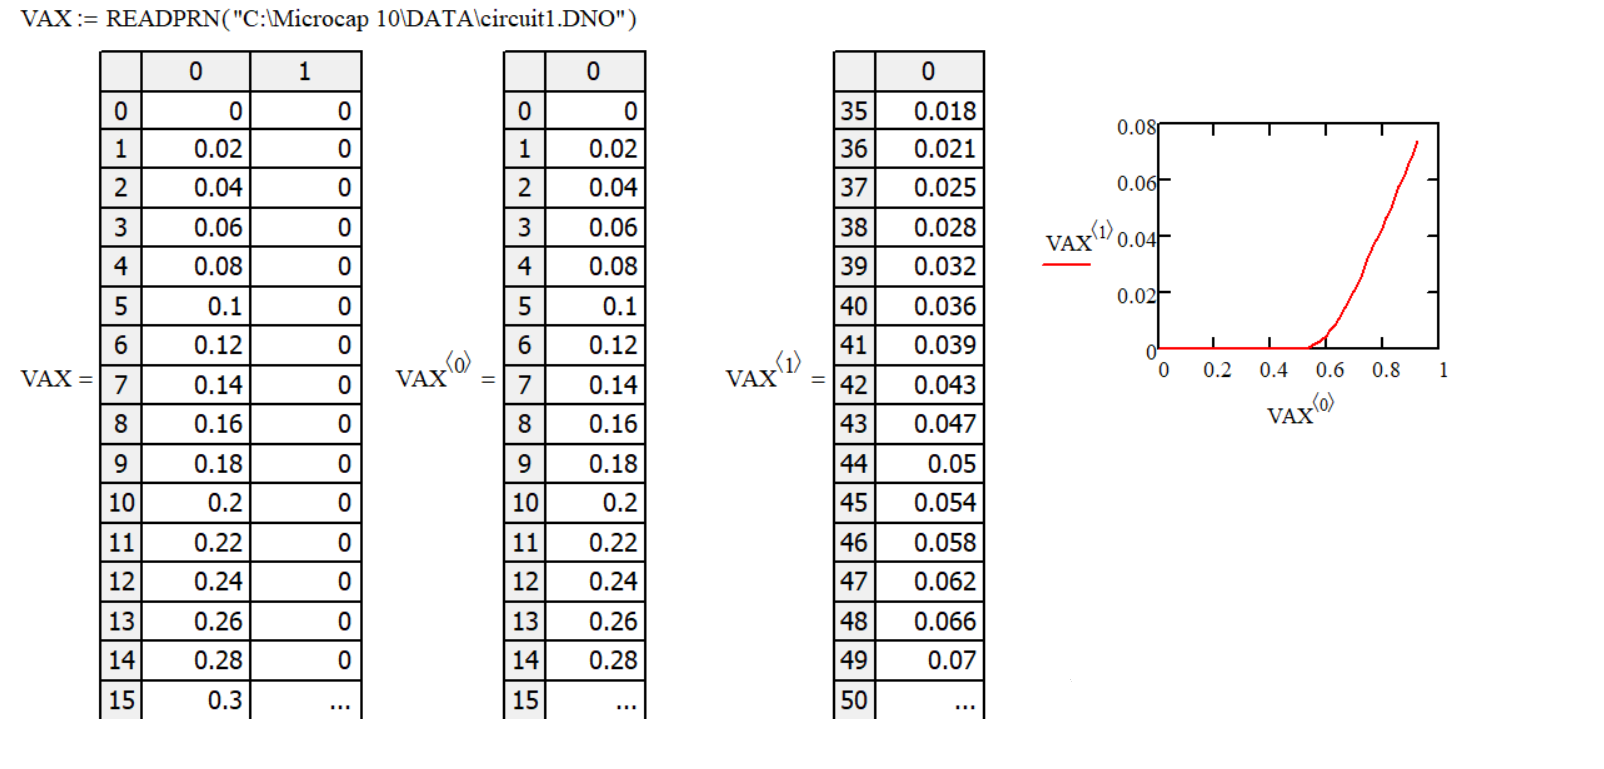 VAX := READPRN("C:\Microcap 10\DATA\circuit1.DNO")
VAX =
0 1
0 0 0
1 0.02 0
2 0.04 0
3 0.06 0
4 0.08 0
5 0.1 0
6 0.12 0
7 0.14 0
8 0.16 0
9 0.18 0
10 0.2 0
11 0.22 0
12 0.24 0
13 0.26 0
14 0.28 0
15 0.3 ...
VAX⟨0⟩ =
0
0 0
1 0.02
2 0.04
3 0.06
4 0.08
5 0.1
6 0.12
7 0.14
8 0.16
9 0.18
10 0.2
11 0.22
12 0.24
13 0.26
14 0.28
15 ...
VAX⟨1⟩ =
0
35 0.018
36 0.021
37 0.025
38 0.028
39 0.032
40 0.036
41 0.039
42 0.043
43 0.047
44 0.05
45 0.054
46 0.058
47 0.062
48 0.066
49 0.07
50 ...
0.08
0.06
VAX⟨1⟩ 0.04
0.02
0
0 0.2 0.4 0.6 0.8 1
VAX⟨0⟩